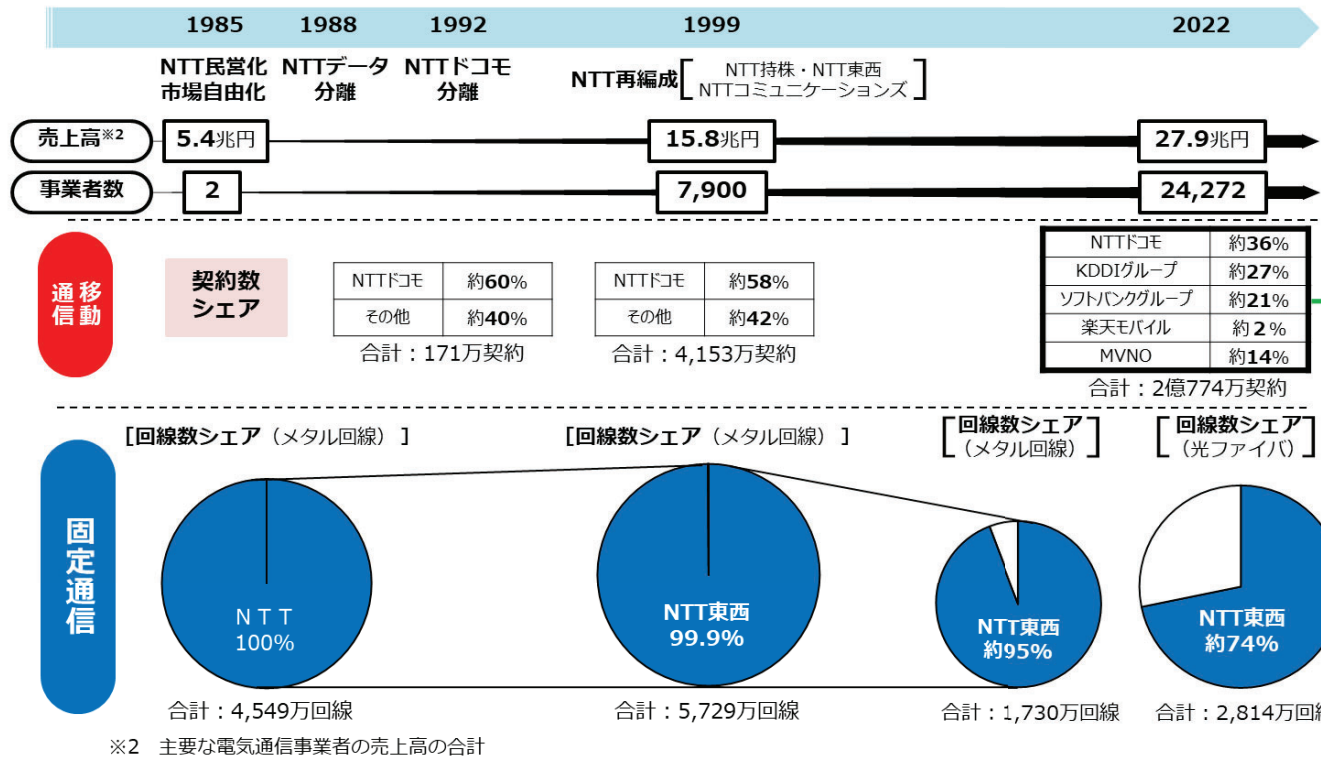 1985 1988 1992 1999 2022
NTT民営化 NTTデータ NTTドコモ
市場自由化 分離 分離
NTT再編成 [ NTT持株・NTT東西
NTTコミュニケーションズ ]
売上高※2 5.4兆円 15.8兆円 27.9兆円
事業者数 2 7,900 24,272
移動
通信
契約数
シェア
NTTドコモ 約60%
その他 約40%
合計：171万契約
NTTドコモ 約58%
その他 約42%
合計：4,153万契約
NTTドコモ 約36%
KDDIグループ 約27%
ソフトバンクグループ 約21%
楽天モバイル 約2%
MVNO 約14%
合計：2億774万契約
固定通信
[回線数シェア（メタル回線）]
NTT
100%
合計：4,549万回線
[回線数シェア（メタル回線）]
NTT東西
99.9%
合計：5,729万回線
[回線数シェア
（メタル回線）]
NTT東西
約95%
合計：1,730万回線
[回線数シェア
（光ファイバ）]
NTT東西
約74%
合計：2,814万回
※2 主要な電気通信事業者の売上高の合計